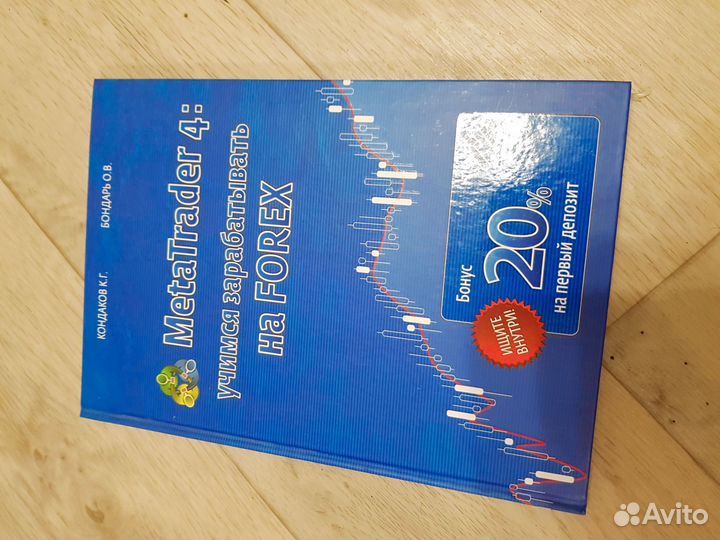 КОНДАКОВ К.Г. БОНДАРЬ О.В.
MetaTrader 4:
учимся зарабатывать
на FOREX
Бонус
20%
на первый депозит
ИЩИТЕ
ВНУТРИ!
Avito